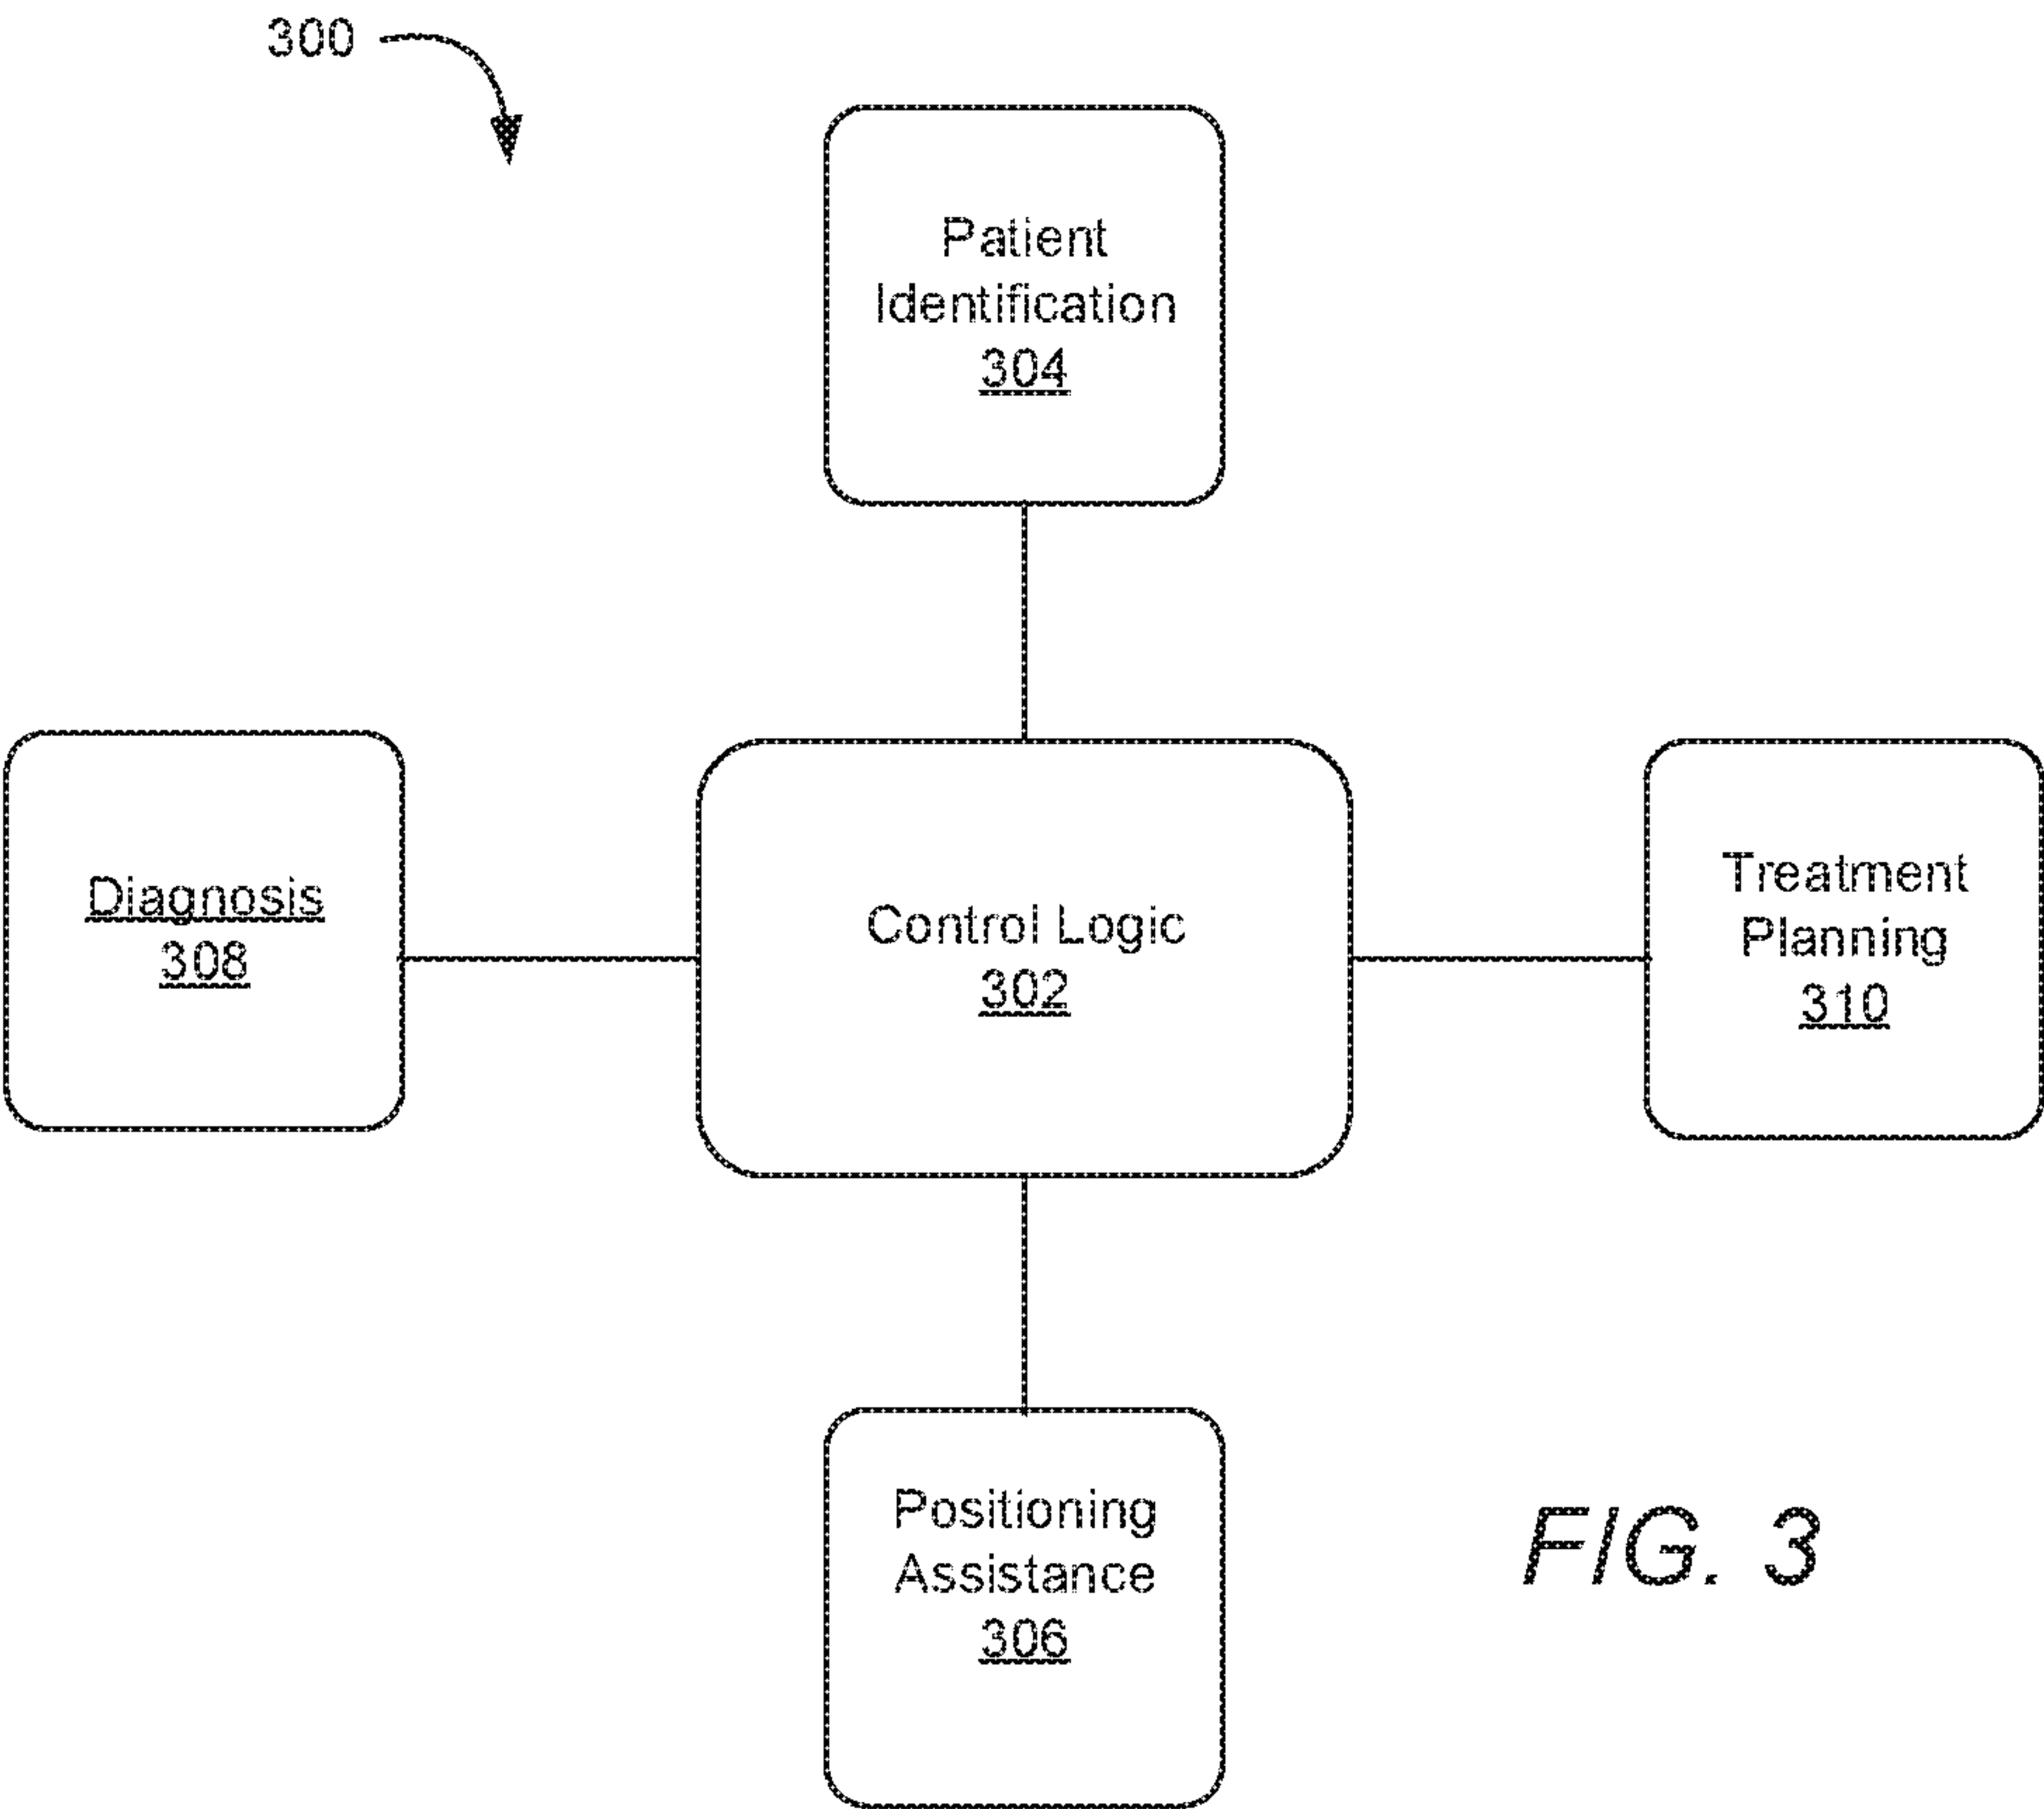 300
Patient
Identification
304
Diagnosis
308
Control Logic
302
Treatment
Planning
310
Positioning
Assistance
306
FIG. 3